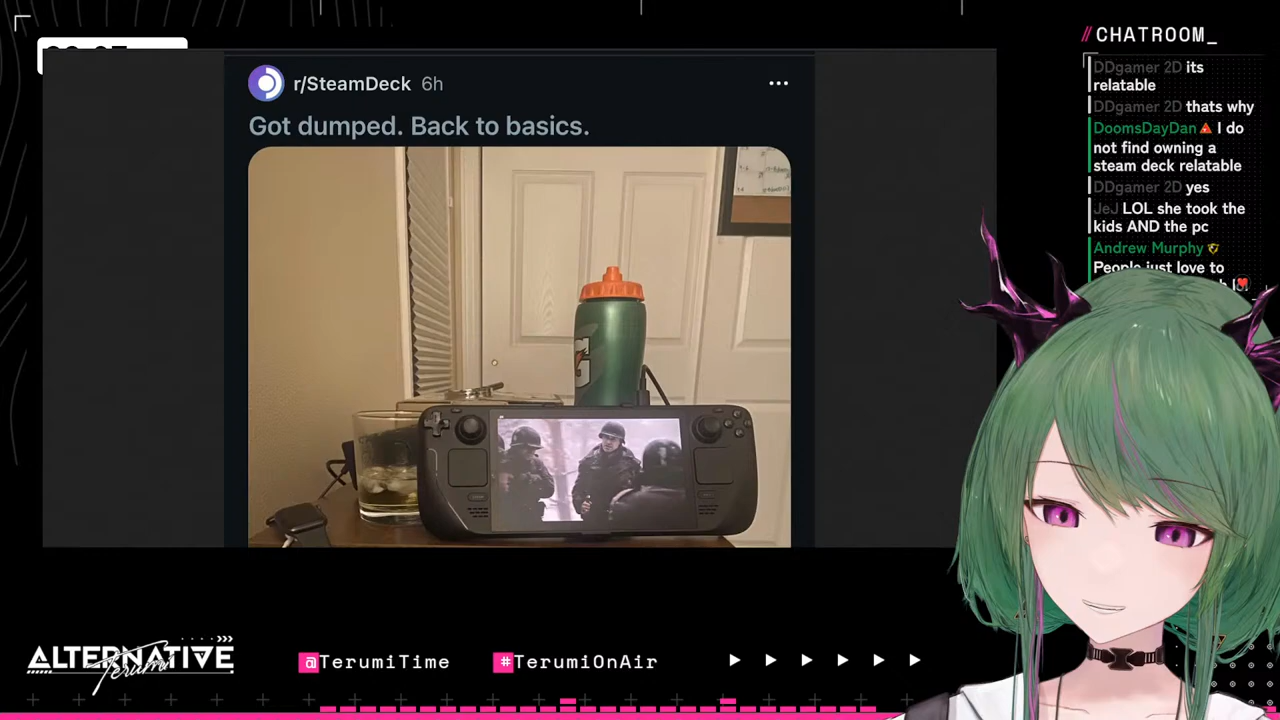 //CHATROOM_
r/SteamDeck 6h
Got dumped. Back to basics.
G
DDgamer 2D its
relatable
DDgamer 2D thats why
DoomsDayDan I do
not find owning a
steam deck relatable
DDgamer 2D yes
JeJ LOL she took the
kids AND the pc
Andrew Murphy
People just love to
ALTERNATIVE
Terumi
@TerumiTime
#TerumiOnAir